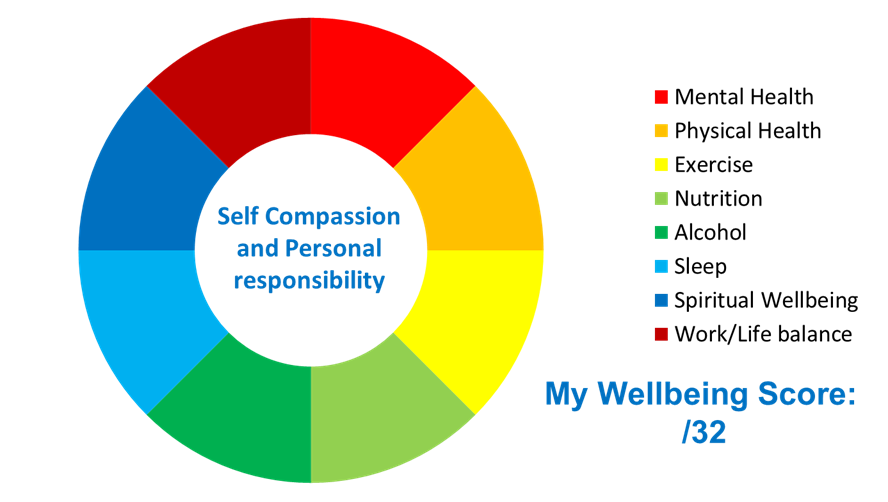 Self Compassion
and Personal
responsibility
Mental Health
Physical Health
Exercise
Nutrition
Alcohol
Sleep
Spiritual Wellbeing
Work/Life balance
My Wellbeing Score:
/32